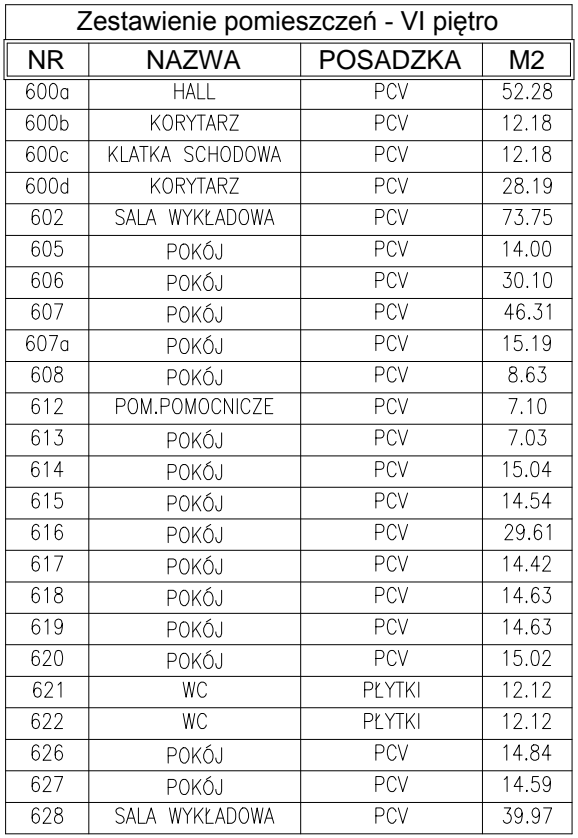 Zestawienie pomieszczeń - VI piętro
NR NAZWA POSADZKA M2
600a HALL PCV 52.28
600b KORYTARZ PCV 12.18
600c KLATKA SCHODOWA PCV 12.18
600d KORYTARZ PCV 28.19
602 SALA WYKŁADOWA PCV 73.75
605 POKÓJ PCV 14.00
606 POKÓJ PCV 30.10
607 POKÓJ PCV 46.31
607a POKÓJ PCV 15.19
608 POKÓJ PCV 8.63
612 POM.POMOCNICZE PCV 7.10
613 POKÓJ PCV 7.03
614 POKÓJ PCV 15.04
615 POKÓJ PCV 14.54
616 POKÓJ PCV 29.61
617 POKÓJ PCV 14.42
618 POKÓJ PCV 14.63
619 POKÓJ PCV 14.63
620 POKÓJ PCV 15.02
621 WC PŁYTKI 12.12
622 WC PŁYTKI 12.12
626 POKÓJ PCV 14.84
627 POKÓJ PCV 14.59
628 SALA WYKŁADOWA PCV 39.97